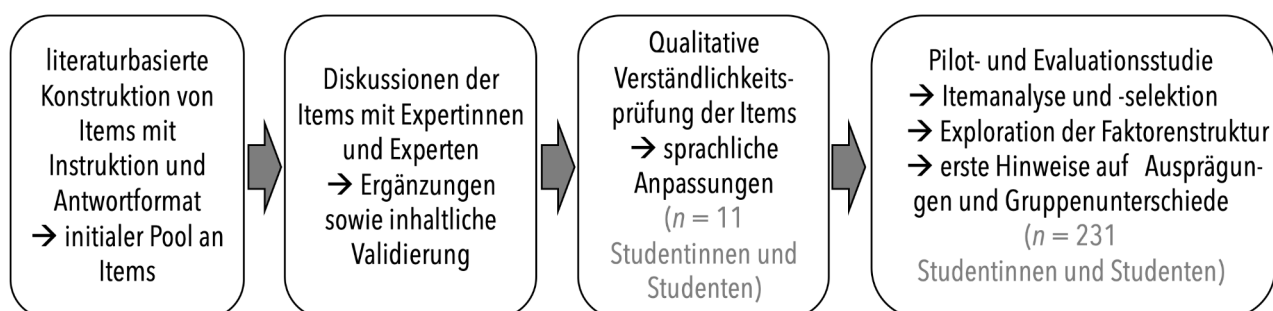 literaturbasierte
Konstruktion von
Items mit
Instruktion und
Antwortformat
→ initialer Pool an
Items
Diskussionen der
Items mit Expertinnen
und Experten
→ Ergänzungen
sowie inhaltliche
Validierung
Qualitative
Verständlichkeits-
prüfung der Items
→ sprachliche
Anpassungen
(n = 11
Studentinnen und
Studenten)
Pilot- und Evaluationsstudie
→ Itemanalyse und -selektion
→ Exploration der Faktorenstruktur
→ erste Hinweise auf Ausprägun-
gen und Gruppenunterschiede
(n = 231
Studentinnen und Studenten)